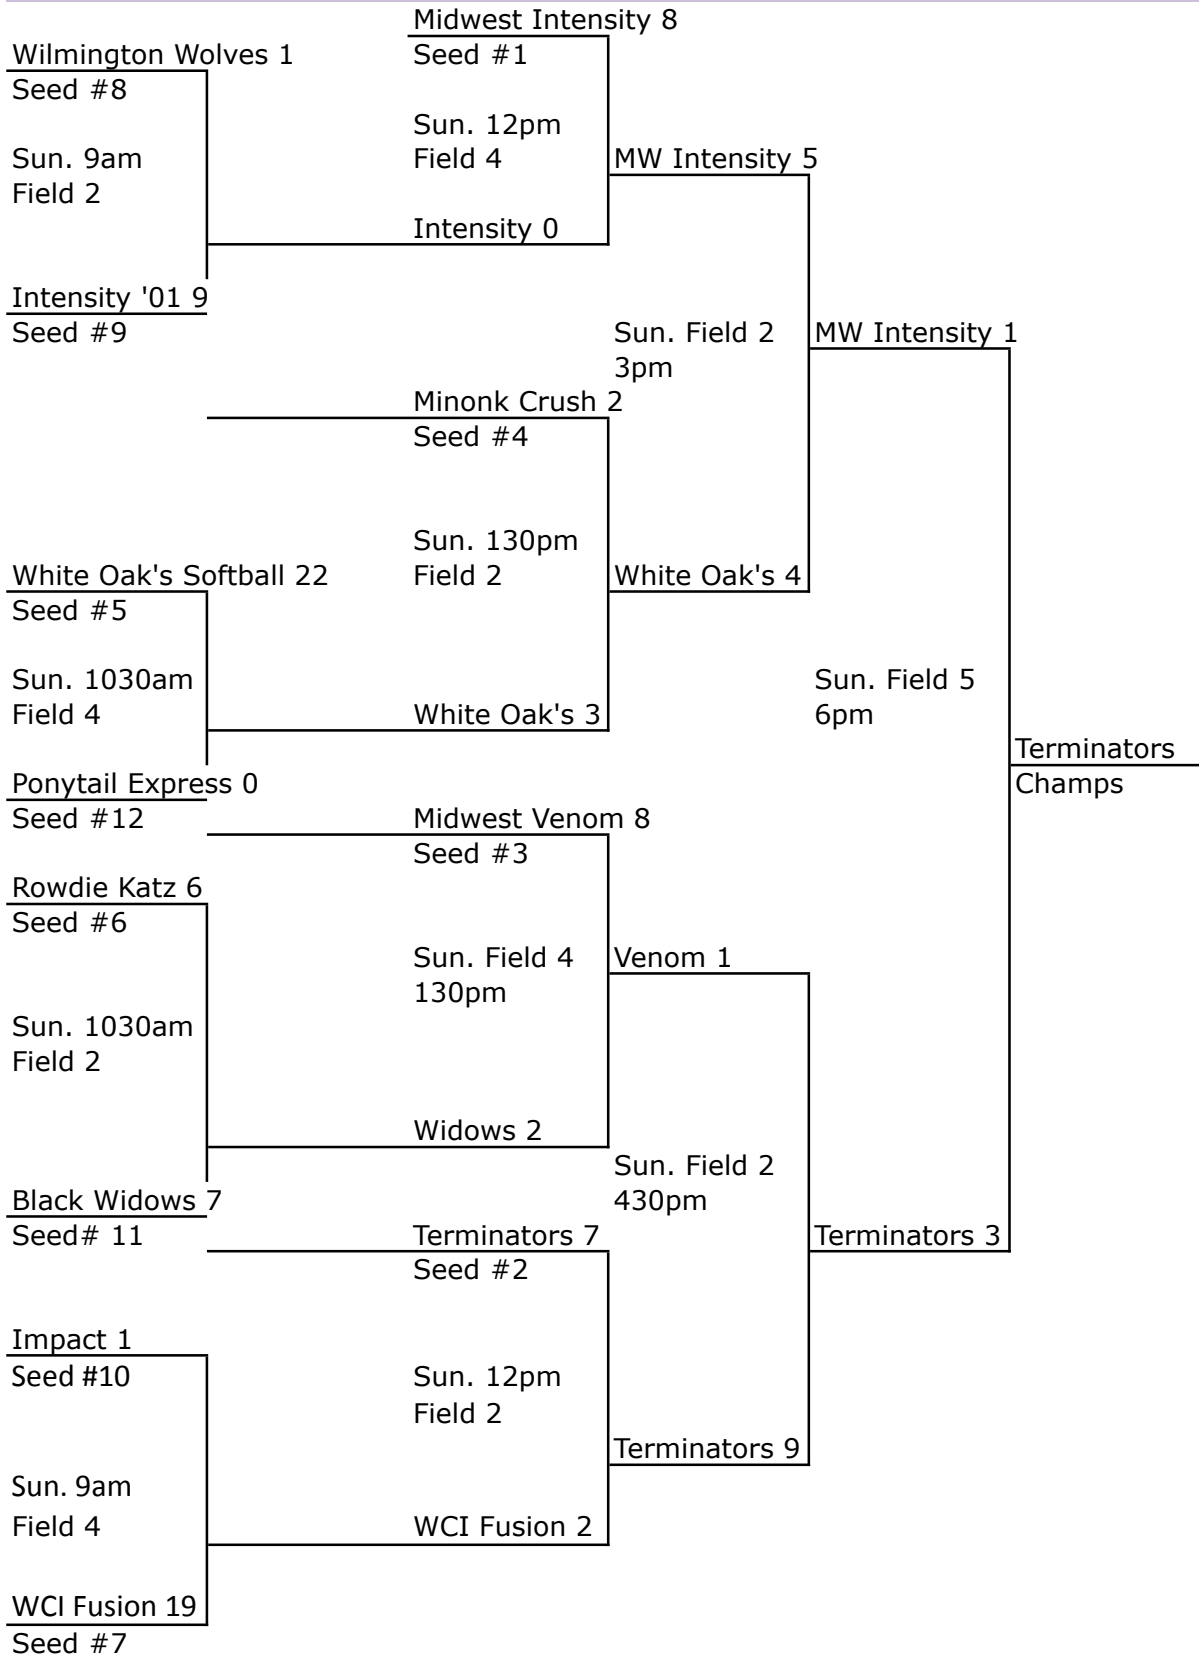 Midwest Intensity 8
Wilmington Wolves 1
Seed #1
Seed #8
Sun. 12pm
Sun. 9am
Field 4
MW Intensity 5
Field 2
Intensity 0
Intensity '01 9
Seed #9
Sun. Field 2
MW Intensity 1
3pm
Minonk Crush 2
Seed #4
Sun. 130pm
White Oak's Softball 22
Field 2
White Oak's 4
Seed #5
Sun. 1030am
Sun. Field 5
Field 4
White Oak's 3
6pm
Terminators
Ponytail Express 0
Champs
Seed #12
Midwest Venom 8
Seed #3
Rowdie Katz 6
Seed #6
Sun. Field 4
Venom 1
130pm
Sun. 1030am
Field 2
Widows 2
Sun. Field 2
Black Widows 7
430pm
Seed# 11
Terminators 7
Terminators 3
Seed #2
Impact 1
Seed #10
Sun. 12pm
Field 2
Terminators 9
Sun. 9am
Field 4
WCI Fusion 2
WCI Fusion 19
Seed #7